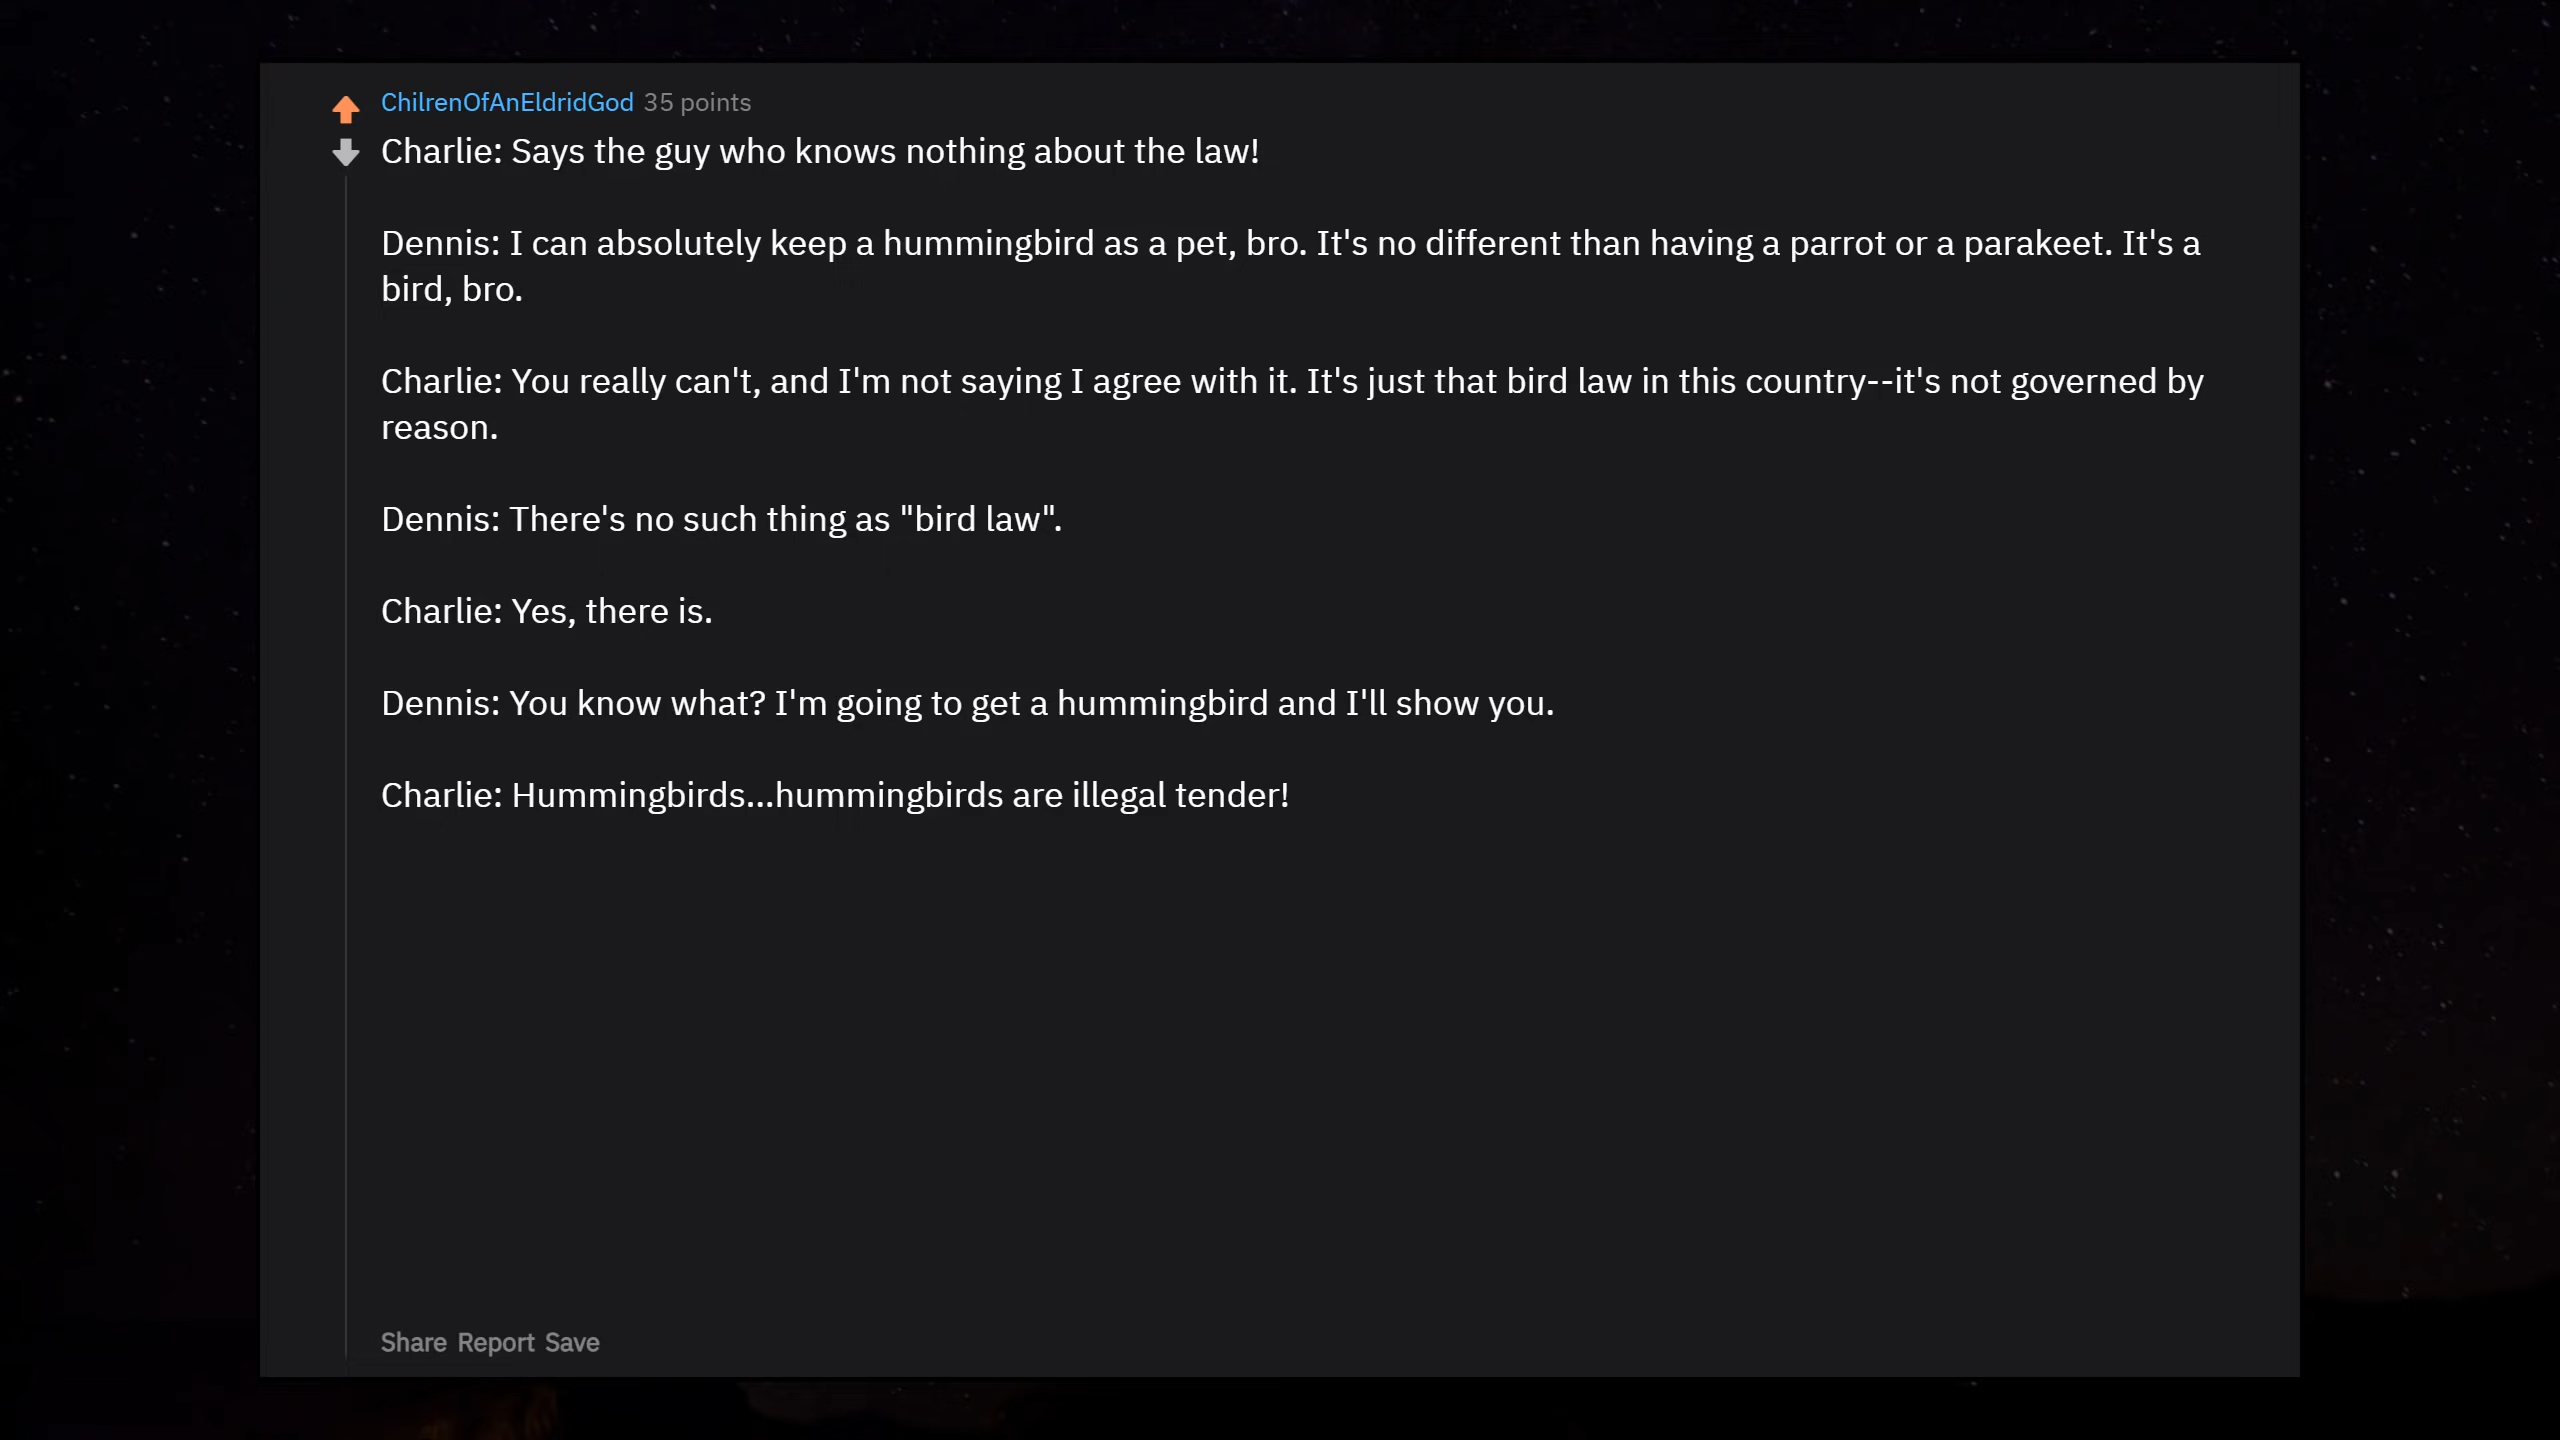 ChilrenOfAnEldridGod 35 points
Charlie: Says the guy who knows nothing about the law!
Dennis: I can absolutely keep a hummingbird as a pet, bro. It's no different than having a parrot or a parakeet. It's a
bird, bro.
Charlie: You really can't, and I'm not saying I agree with it. It's just that bird law in this country--it's not governed by
reason.
Dennis: There's no such thing as "bird law".
Charlie: Yes, there is.
Dennis: You know what? I'm going to get a hummingbird and I'll show you.
Charlie: Hummingbirds...hummingbirds are illegal tender!
Share Report Save